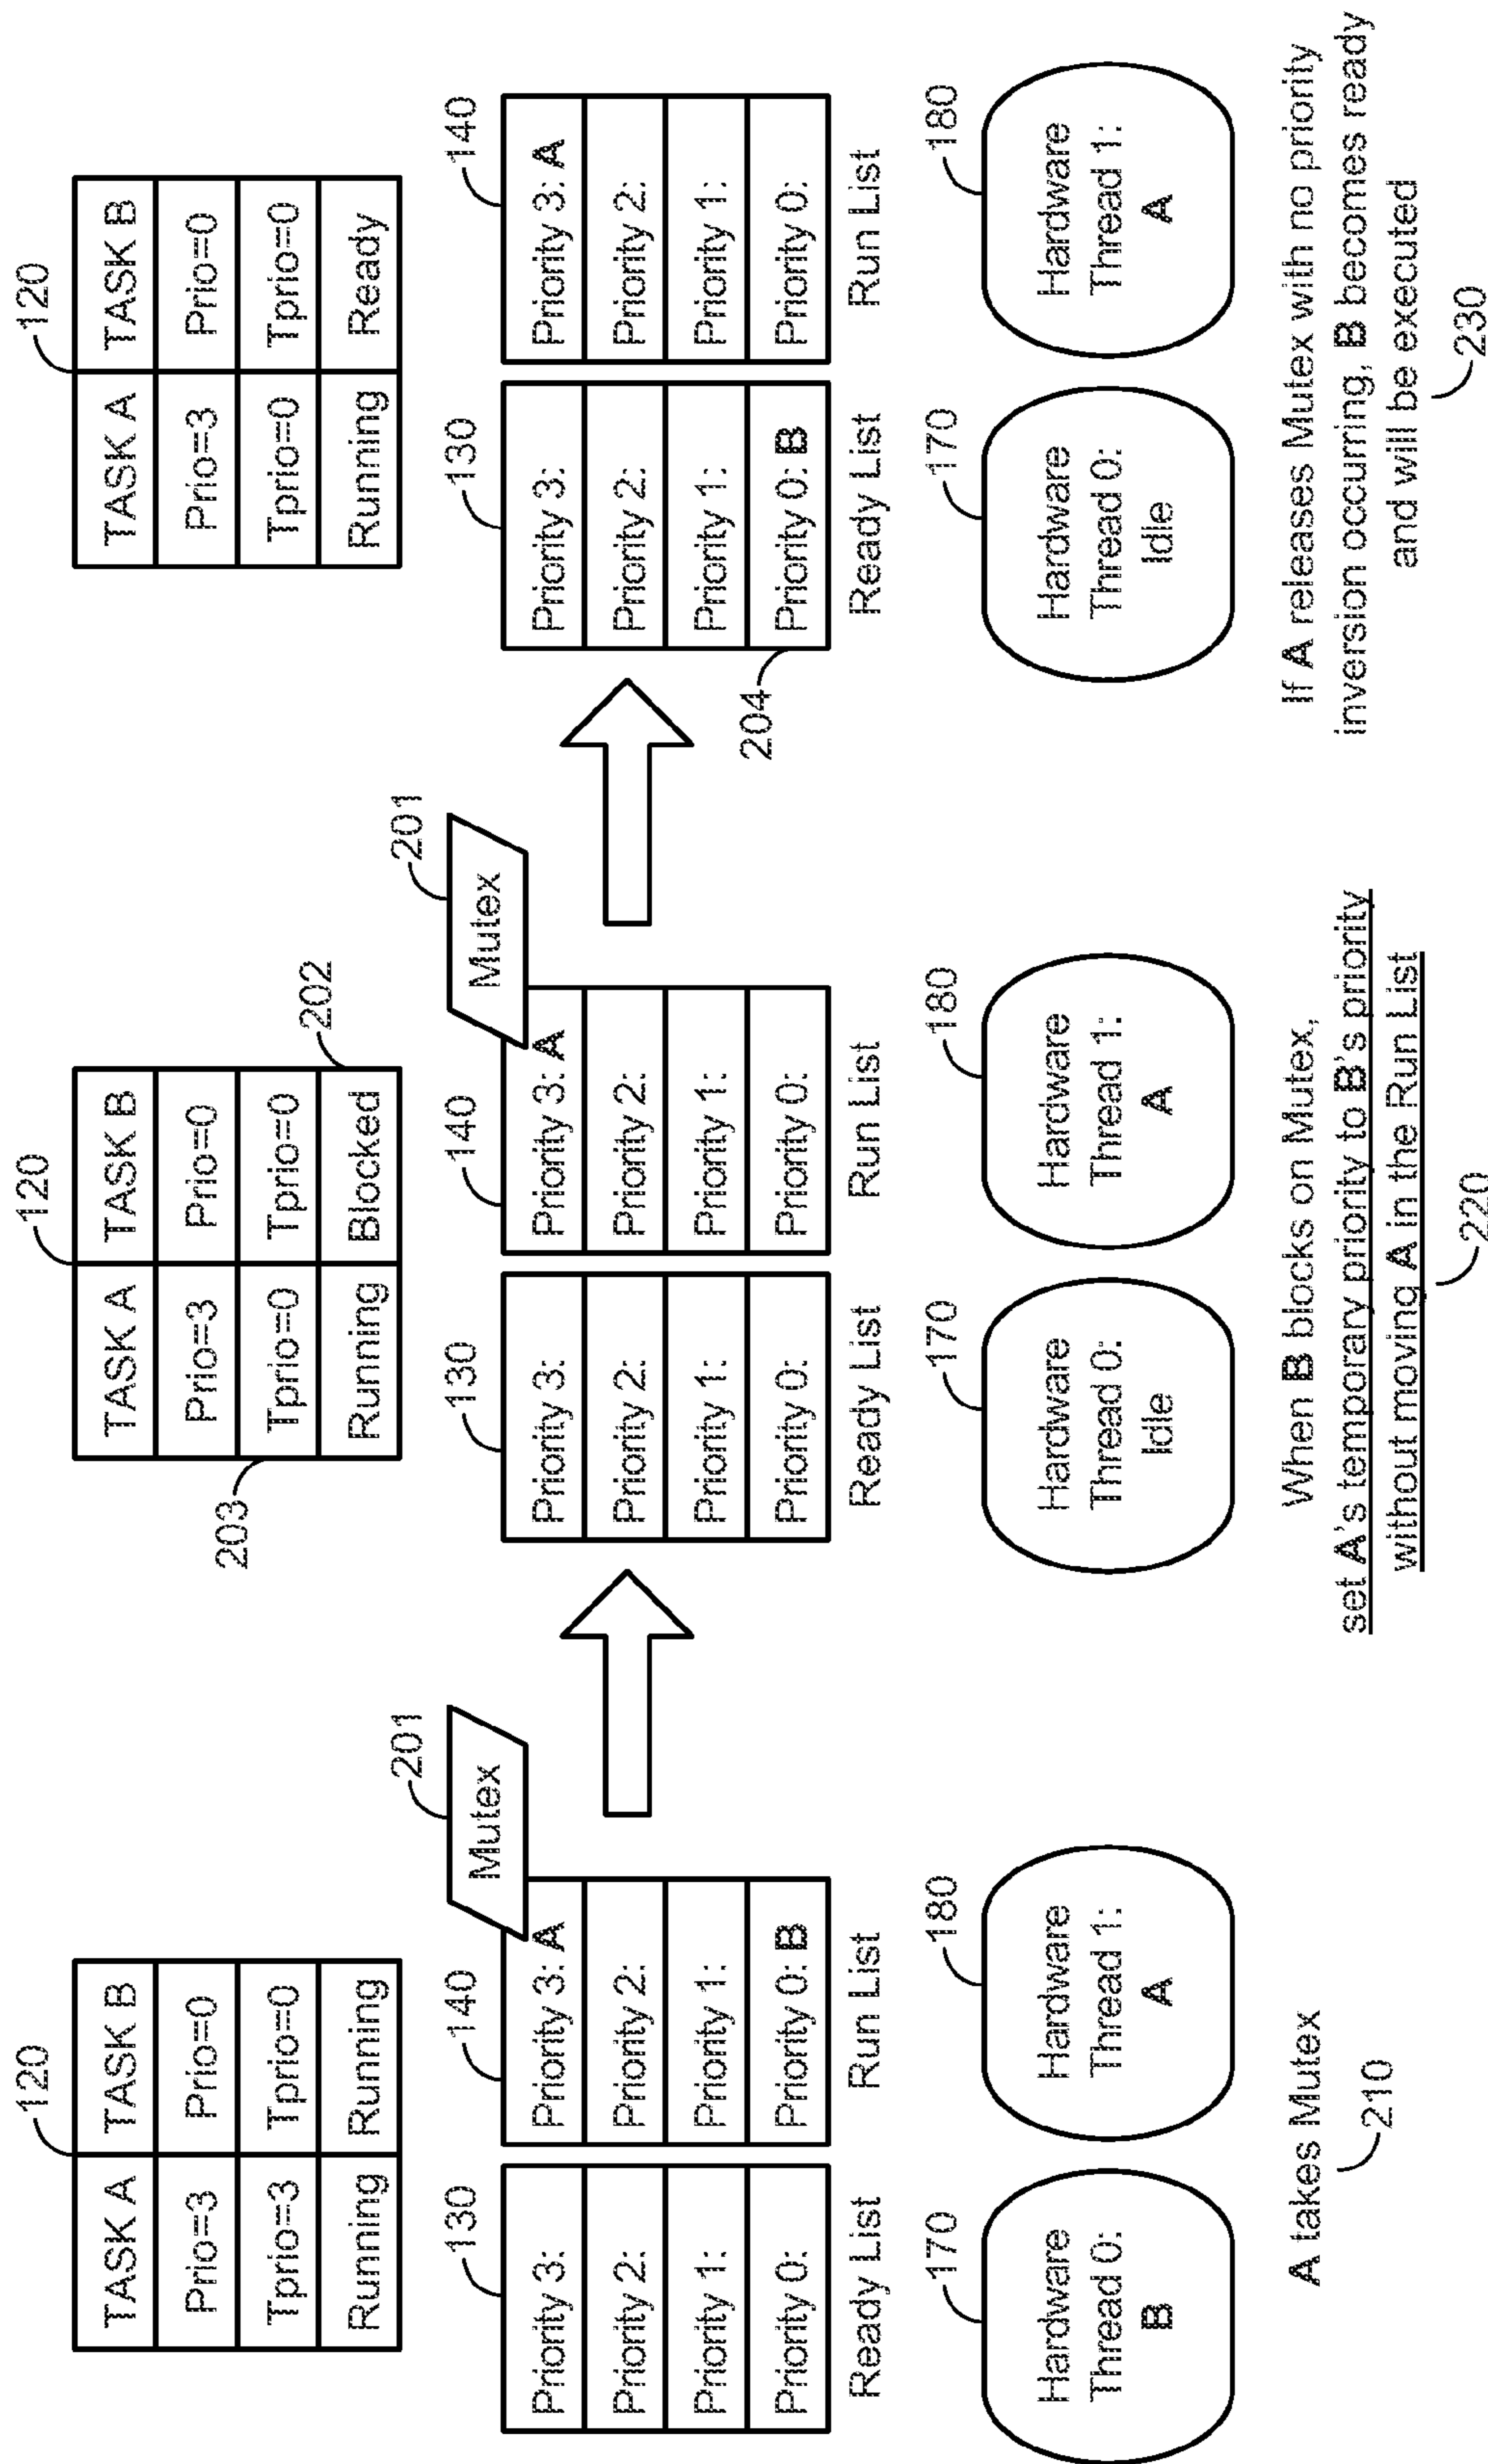 120
TASK A TASK B
Prio=3 Prio=0
Tprio=3 Tprio=0
Running Running
201
Mutex
130
140
Priority 3:
Priority 2:
Priority 1:
Priority 0:
Ready List
Priority 3: A
Priority 2:
Priority 1:
Priority 0: B
Run List
170
Hardware
Thread 0:
B
180
Hardware
Thread 1:
A
A takes Mutex
210
120
TASK A TASK B
Prio=3 Prio=0
Tprio=0 Tprio=0
Running Blocked
203
202
201
Mutex
130
140
Priority 3:
Priority 2:
Priority 1:
Priority 0:
Ready List
Priority 3: A
Priority 2:
Priority 1:
Priority 0:
Run List
170
Hardware
Thread 0:
Idle
180
Hardware
Thread 1:
A
When B blocks on Mutex,
set A's temporary priority to B's priority
without moving A in the Run List
220
120
TASK A TASK B
Prio=3 Prio=0
Tprio=0 Tprio=0
Running Ready
130
140
Priority 3:
Priority 2:
Priority 1:
Priority 0: B
204
Ready List
Priority 3: A
Priority 2:
Priority 1:
Priority 0:
Run List
170
Hardware
Thread 0:
Idle
180
Hardware
Thread 1:
A
If A releases Mutex with no priority
inversion occurring, B becomes ready
and will be executed
230